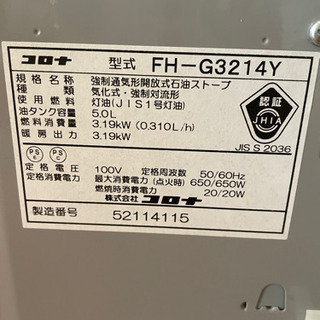 コロナ 型式 FH-G3214Y
規格名称 強制通気形開放式石油ストーブ
種類 気化式・強制対流形
使用燃料 灯油(JIS1号灯油)
油タンク容量 5.0L
燃料消費量 3.19kW (0.310L/h)
暖房出力 3.19kW
認証
JHIA
JIS S 2036
PS E PS C
定格電圧 100V 定格周波数 50/60Hz
定格消費電力 最大消費電力(点火時) 650/650W
燃焼時消費電力 20/20W
株式会社コロナ
製造番号 52114115